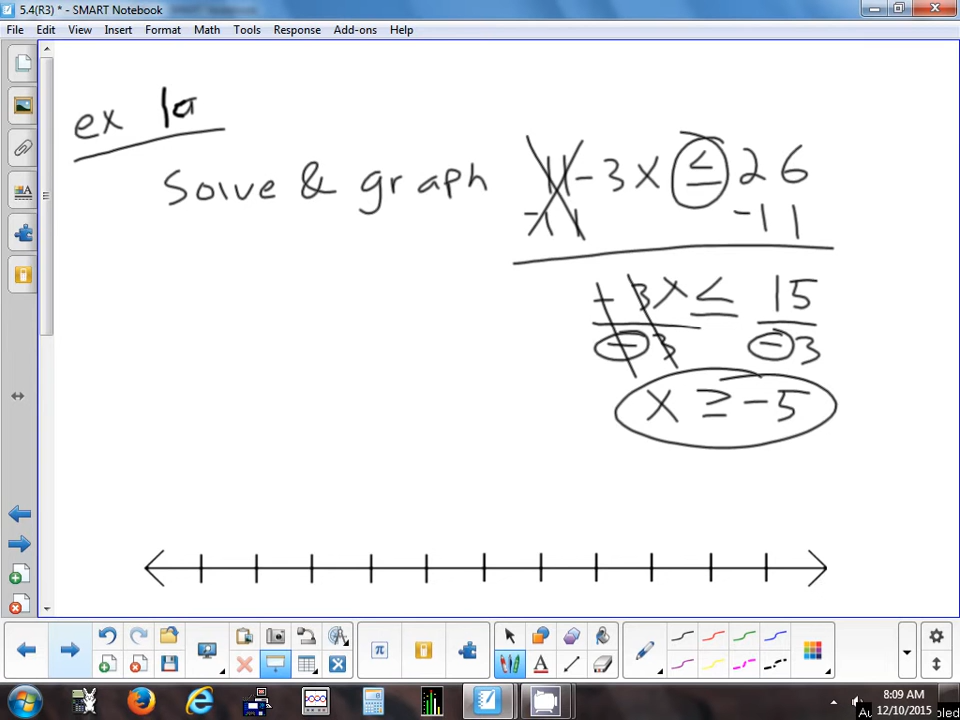 5.4(R3) * - SMART Notebook
File Edit View Insert Format Math Tools Response Add-ons Help
ex 1a
Solve & graph 11 - 3x ≤ 26
-11 -11
-3x ≤ 15
-3 -3
x ≥ -5
8:09 AM
12/10/2015